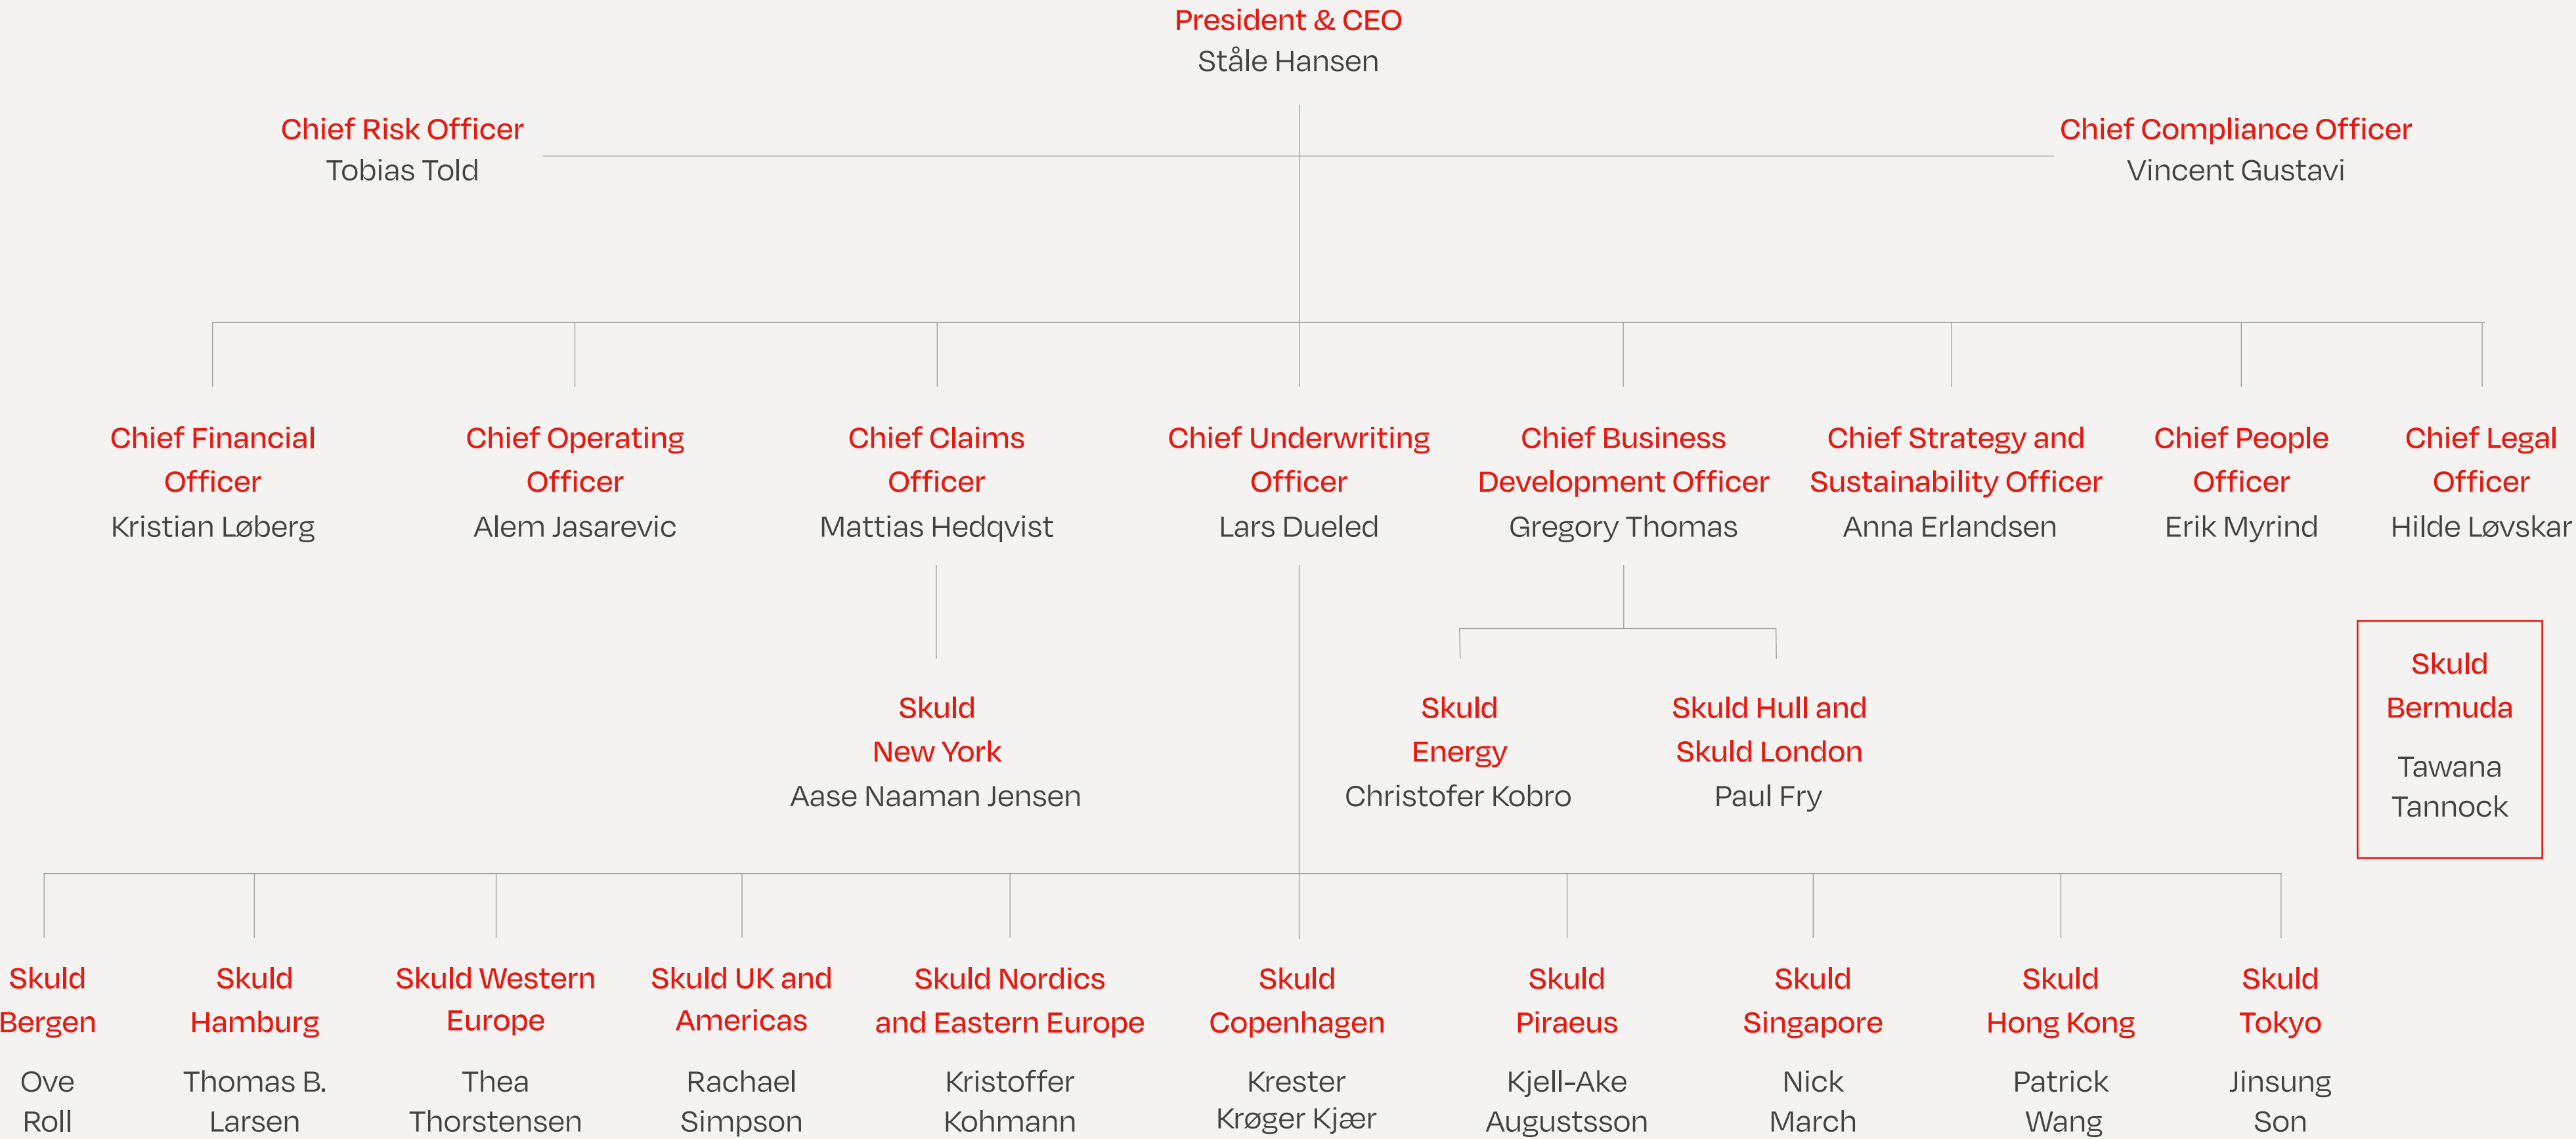 President & CEO
Ståle Hansen
Chief Risk Officer
Tobias Told
Chief Compliance Officer
Vincent Gustavi
Chief Financial
Officer
Kristian Løberg
Chief Operating
Officer
Alem Jasarevic
Chief Claims
Officer
Mattias Hedqvist
Chief Underwriting
Officer
Lars Dueled
Chief Business
Development Officer
Gregory Thomas
Chief Strategy and
Sustainability Officer
Anna Erlandsen
Chief People
Officer
Erik Myrind
Chief Legal
Officer
Hilde Løvskar
Skuld
New York
Aase Naaman Jensen
Skuld
Energy
Christofer Kobro
Skuld Hull and
Skuld London
Paul Fry
Skuld
Bermuda
Tawana
Tannock
Skuld
Bergen
Ove
Roll
Skuld
Hamburg
Thomas B.
Larsen
Skuld Western
Europe
Thea
Thorstensen
Skuld UK and
Americas
Rachael
Simpson
Skuld Nordics
and Eastern Europe
Kristoffer
Kohmann
Skuld
Copenhagen
Krester
Krøger Kjær
Skuld
Piraeus
Kjell-Ake
Augustsson
Skuld
Singapore
Nick
March
Skuld
Hong Kong
Patrick
Wang
Skuld
Tokyo
Jinsung
Son